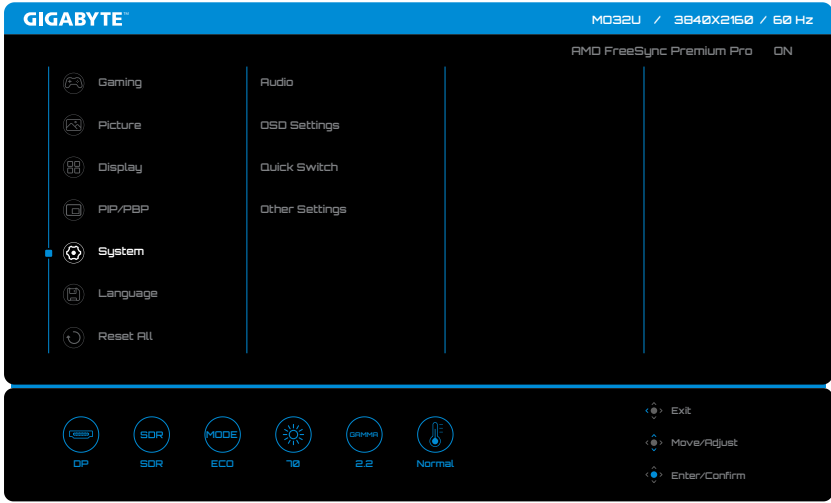 GIGABYTE™ MO32U / 3840X2160 / 60 Hz
AMD FreeSync Premium Pro ON
Gaming Audio
Picture OSD Settings
Display Quick Switch
PIP/PBP Other Settings
System
Language
Reset All
Exit
SDR MODE GAMMA
Move/Adjust
DP SDR ECO 70 2.2 Normal
Enter/Confirm